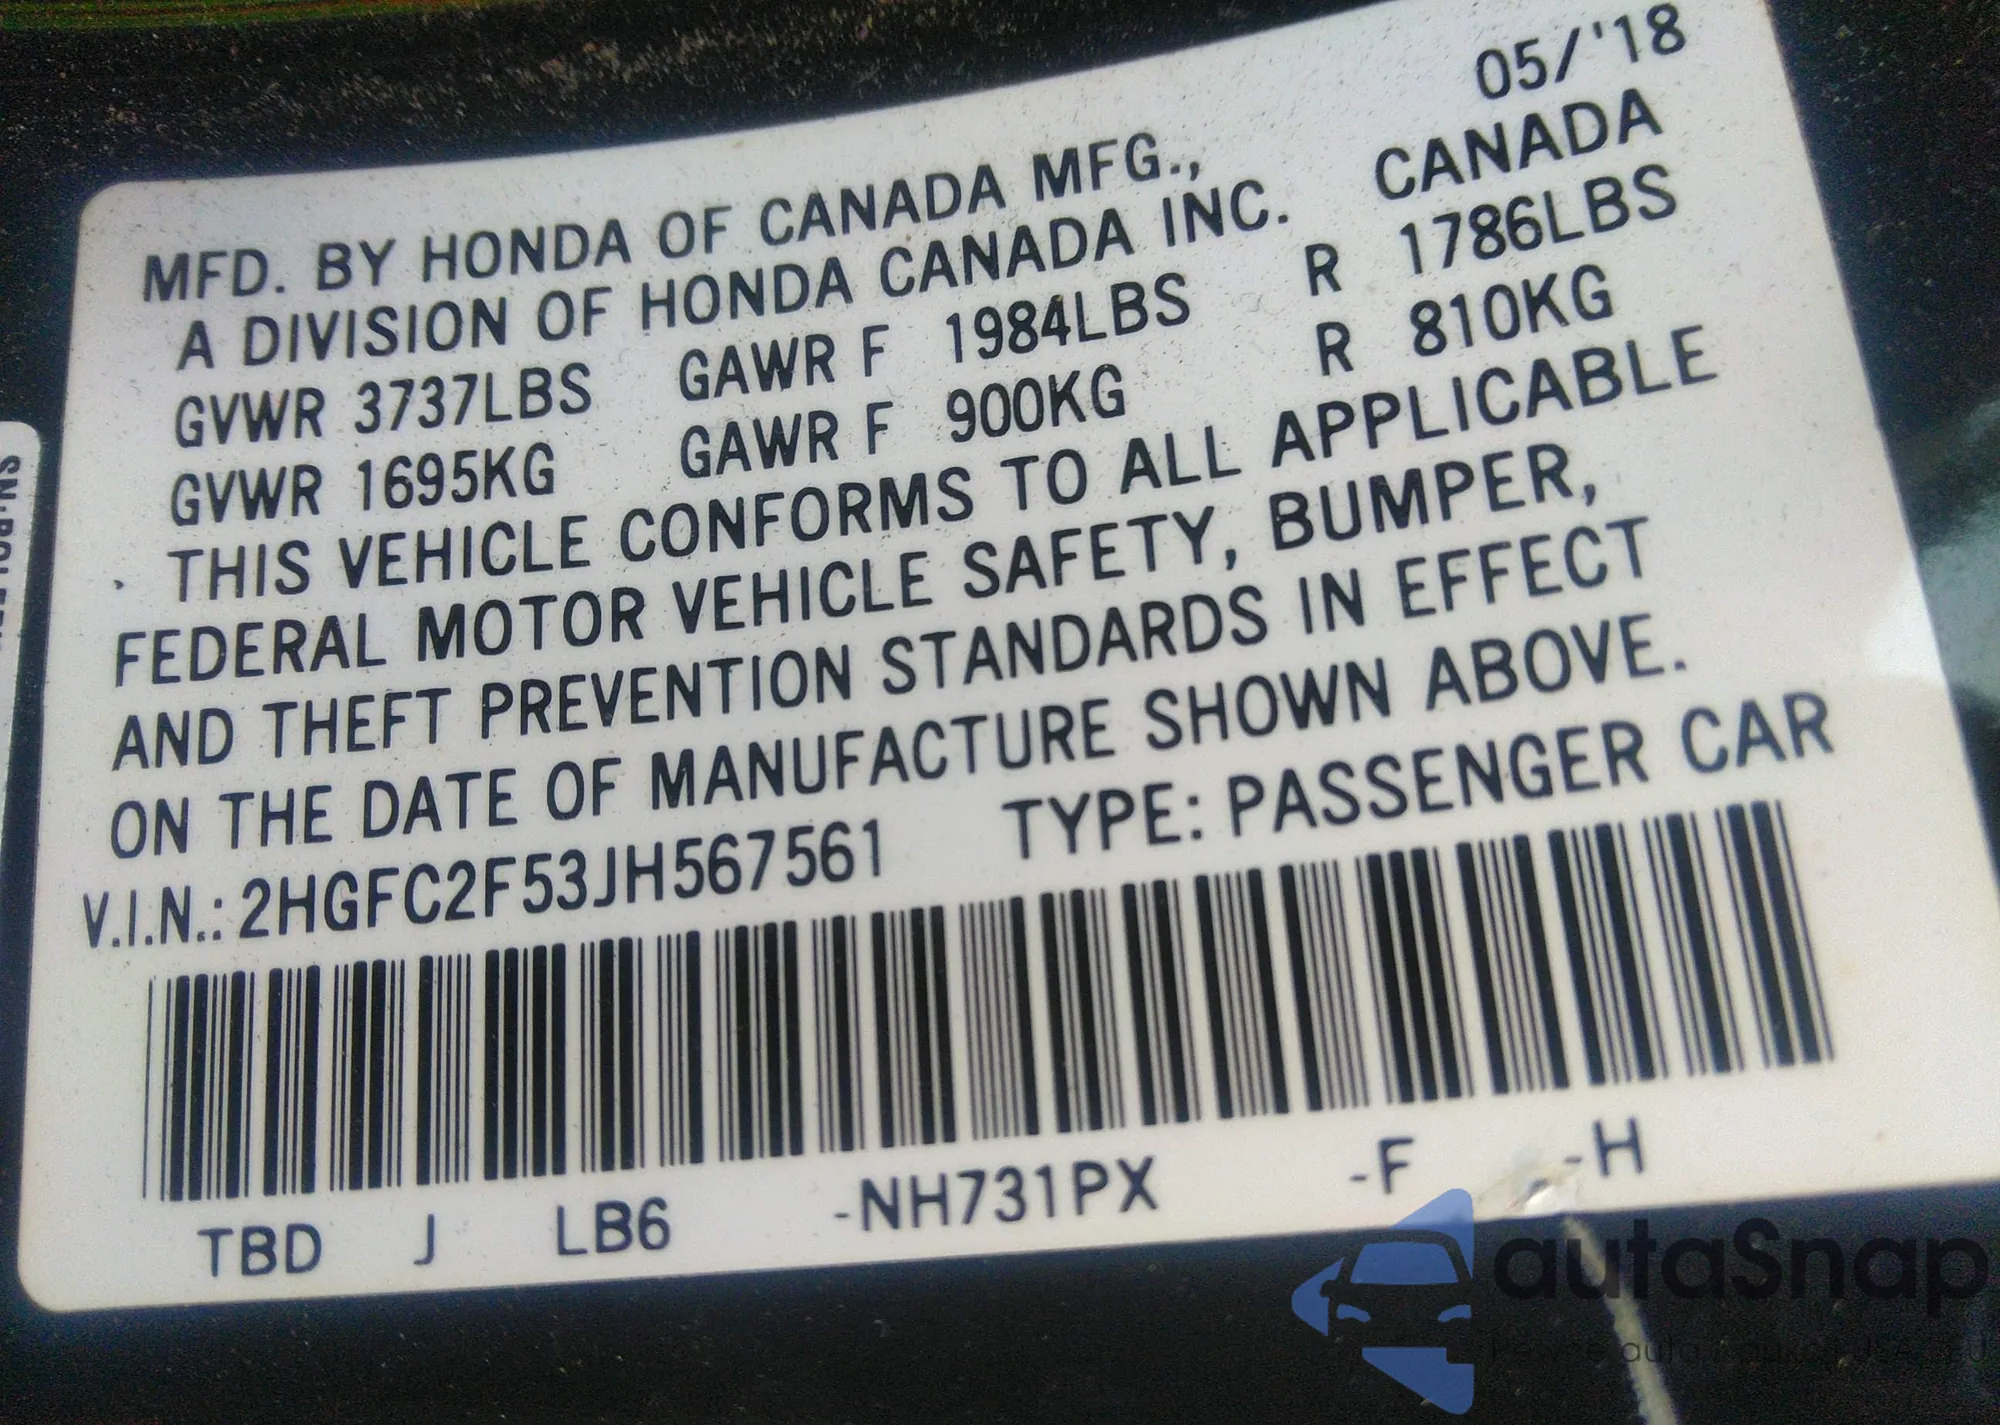 05/'18
MFD. BY HONDA OF CANADA MFG., CANADA
A DIVISION OF HONDA CANADA INC.
GVWR 3737LBS GAWR F 1984LBS R 1786LBS
GVWR 1695KG GAWR F 900KG R 810KG
THIS VEHICLE CONFORMS TO ALL APPLICABLE
FEDERAL MOTOR VEHICLE SAFETY, BUMPER,
AND THEFT PREVENTION STANDARDS IN EFFECT
ON THE DATE OF MANUFACTURE SHOWN ABOVE.
V.I.N.: 2HGFC2F53JH567561 TYPE: PASSENGER CAR
TBD J LB6 -NH731PX -F -H
autaSnap